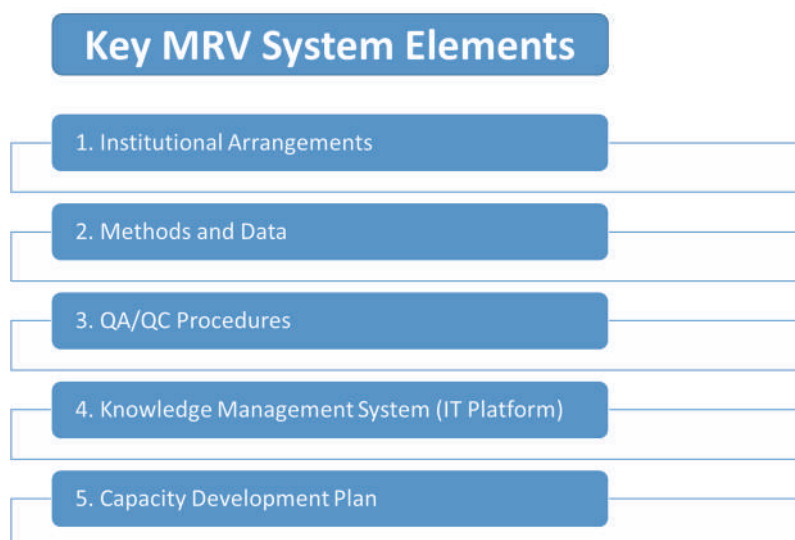 Key MRV System Elements
1. Institutional Arrangements
2. Methods and Data
3. QA/QC Procedures
4. Knowledge Management System (IT Platform)
5. Capacity Development Plan